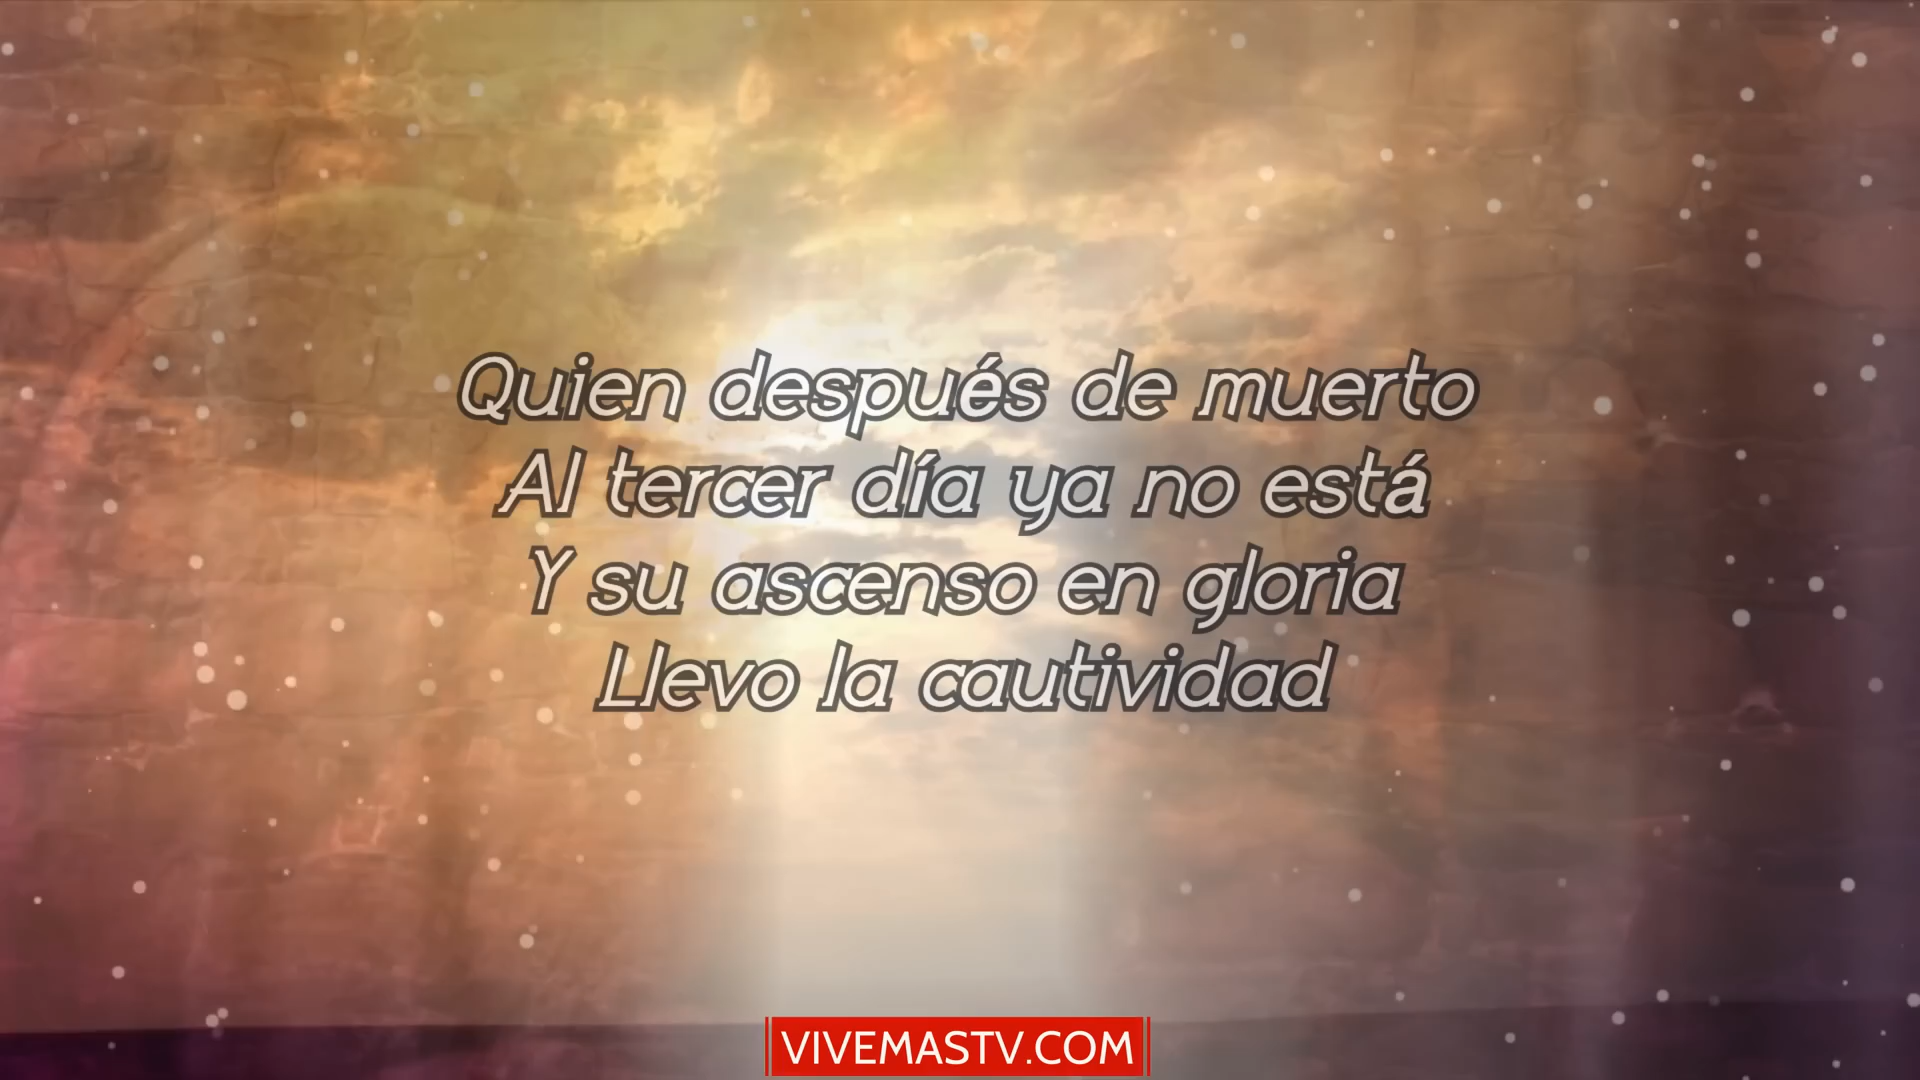 Quien después de muerto
Al tercer día ya no está
Y su ascenso en gloria
Llevo la cautividad
VIVEMASTV.COM